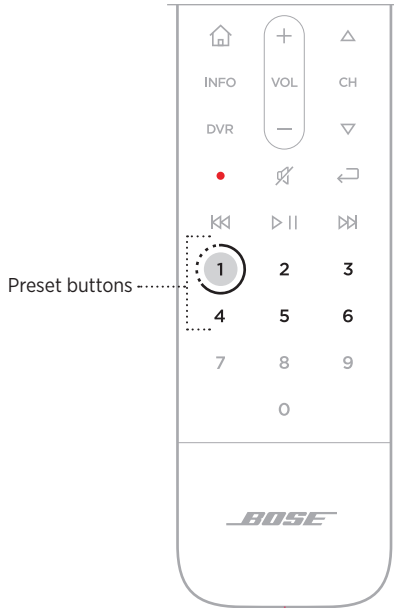 INFO VOL CH
DVR
1 2 3
Preset buttons
4 5 6
7 8 9
0
BOSE